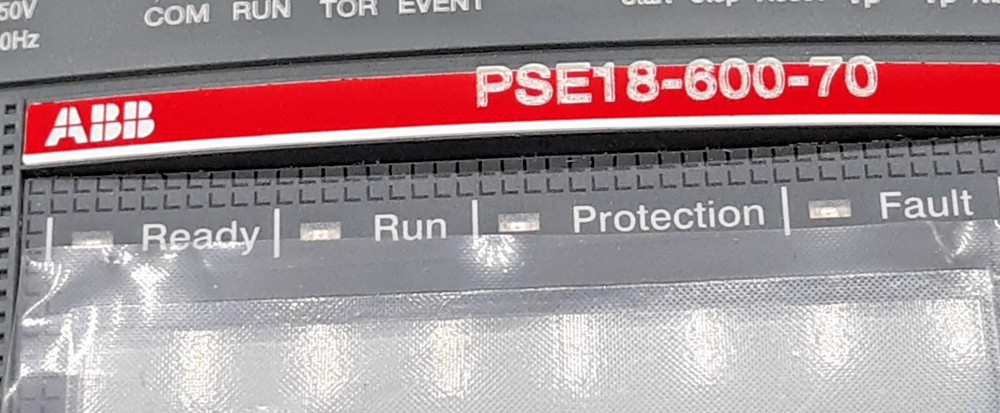 50V
0Hz
COM RUN TOR EVENT
ABB PSE18-600-70
Ready Run Protection Fault